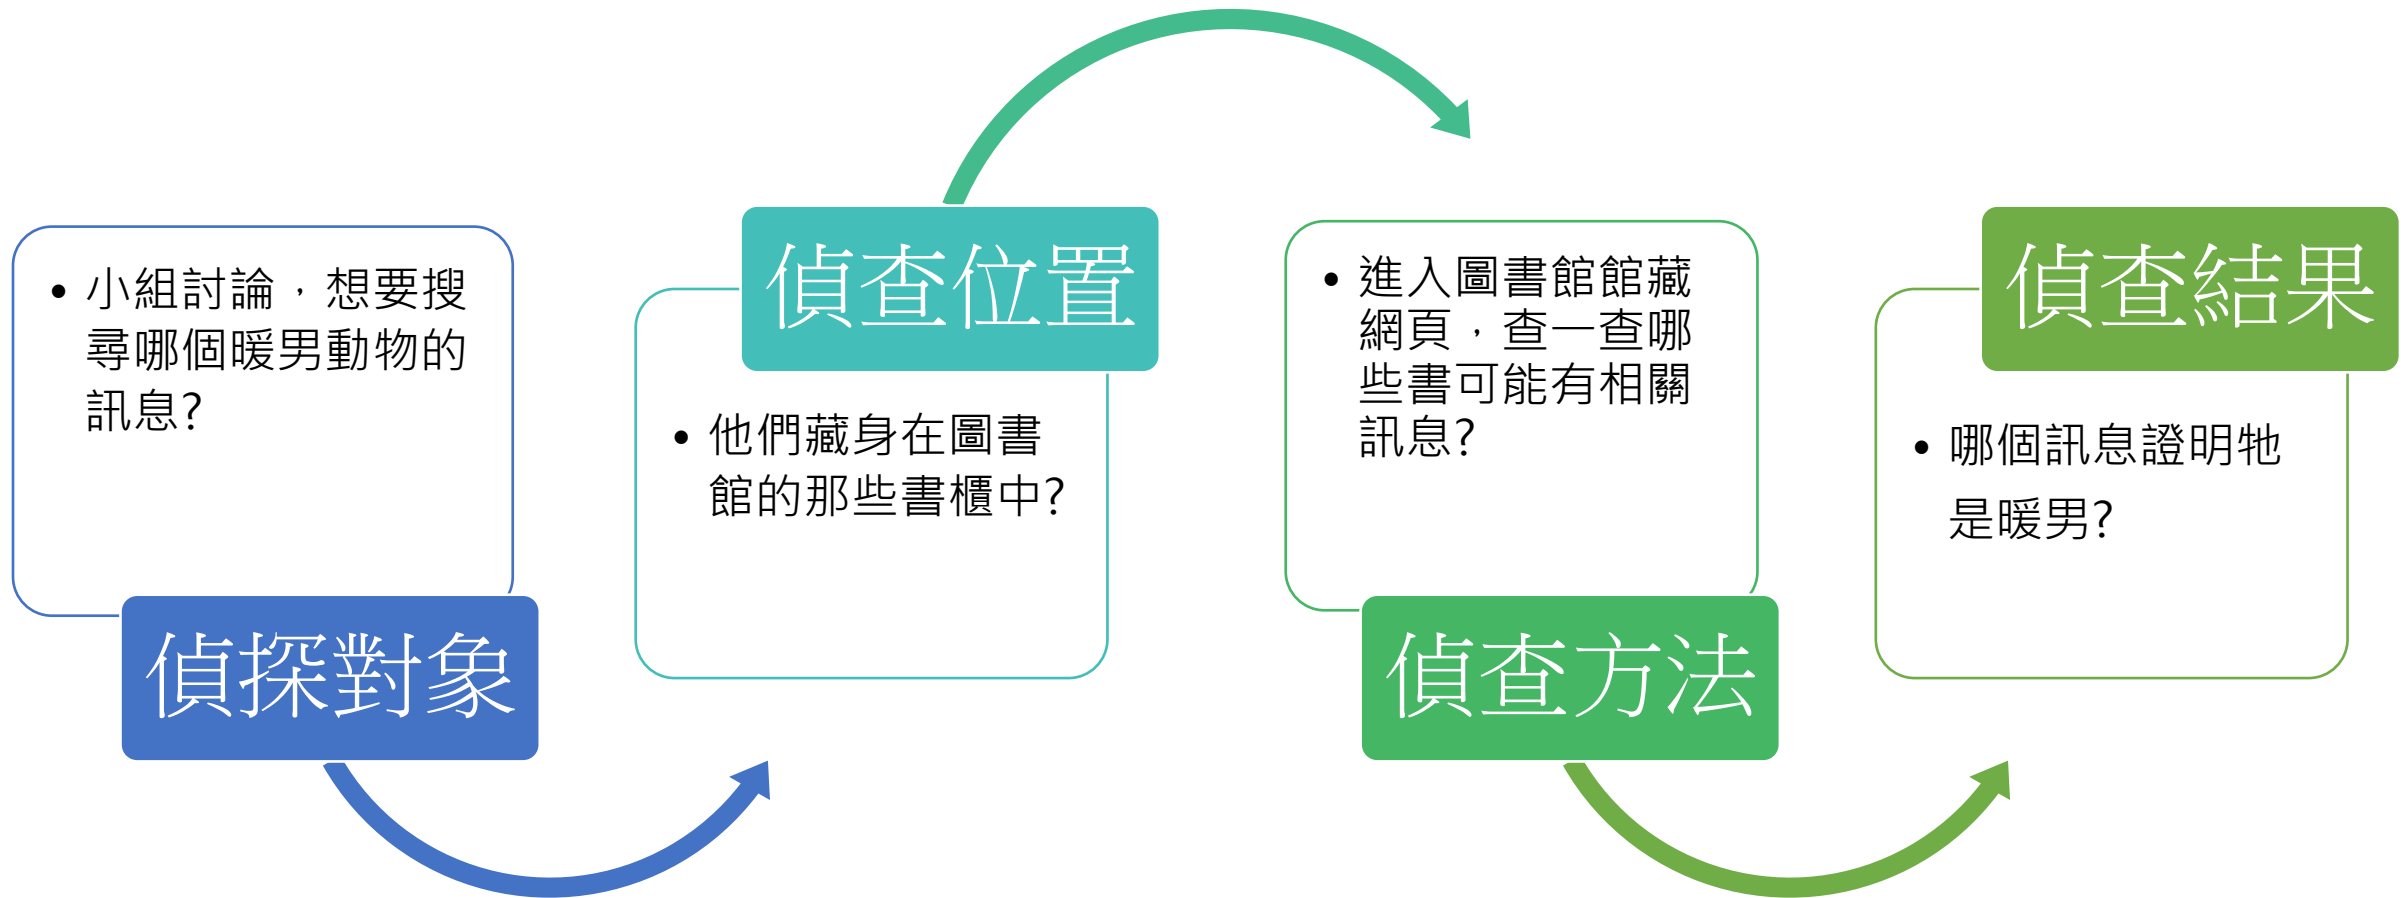 • 小組討論，想要搜
尋哪個暖男動物的
訊息?
偵探對象
偵查位置
• 他們藏身在圖書
館的那些書櫃中?
• 進入圖書館館藏
網頁，查一查哪
些書可能有相關
訊息?
偵查方法
偵查結果
• 哪個訊息證明牠
是暖男?